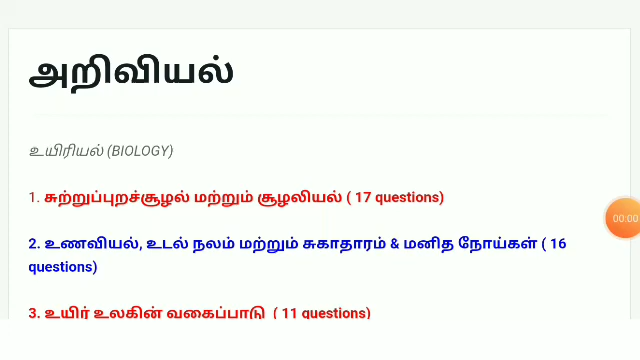 அறிவியல்
உயிரியல் (BIOLOGY)
1. சுற்றுப்புறச்சூழல் மற்றும் சூழலியல் ( 17 questions)
2. உணவியல், உடல் நலம் மற்றும் சுகாதாரம் & மனித நோய்கள் ( 16
questions)
3. உயிர் உலகின் வகைப்பாடு ( 11 questions)
00:00